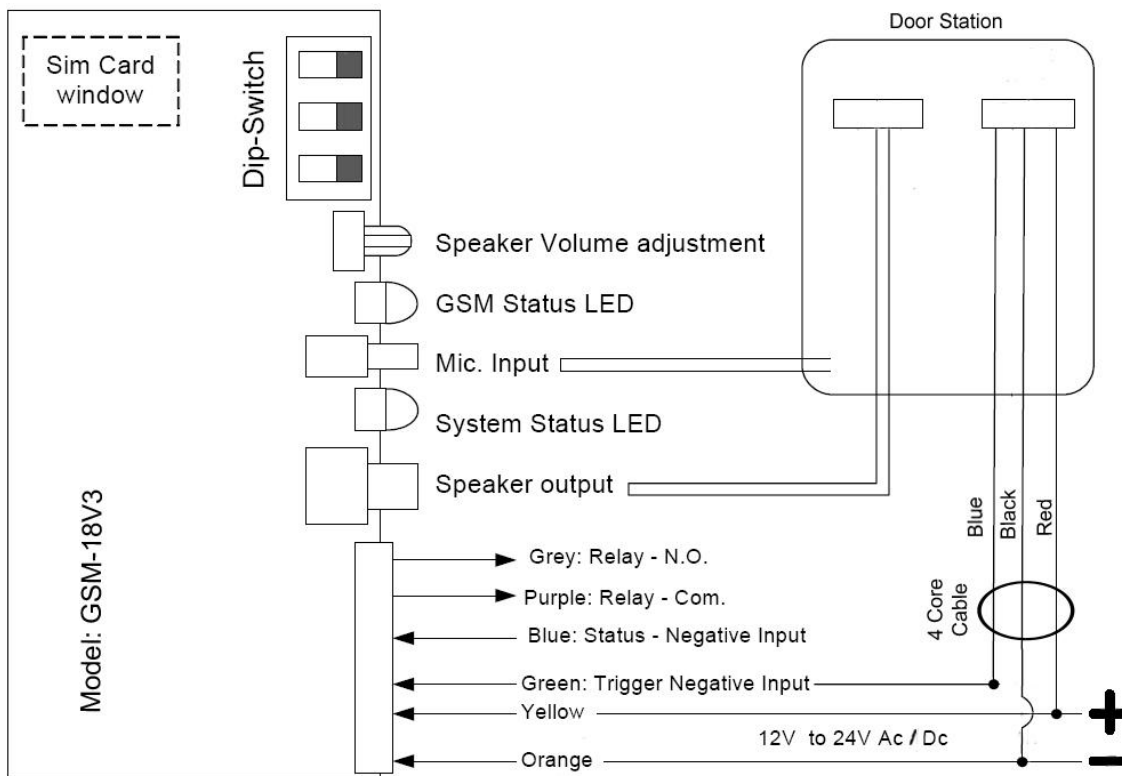 Door Station
Sim Card
window
Dip-Switch
Speaker Volume adjustment
GSM Status LED
Mic. Input
System Status LED
Speaker output
Model: GSM-18V3
Blue
Black
Red
4 Core
Cable
Grey: Relay - N.O.
Purple: Relay - Com.
Blue: Status - Negative Input
Green: Trigger Negative Input
Yellow
+
12V to 24V Ac / Dc
Orange
-